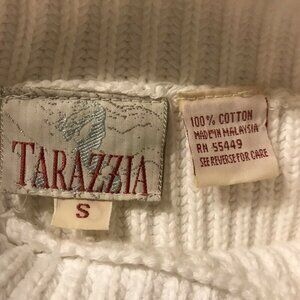 TARAZZIA
S
100% COTTON
MADE IN MALAYSIA
RN 55449
SEE REVERSE FOR CARE